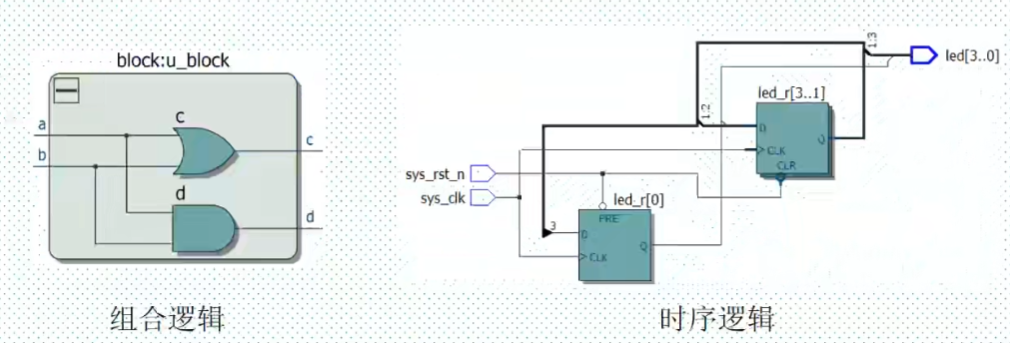 block:u_block
c
a
c
b
d
d
组合逻辑
1:3
led[3..0]
led_r[3..1]
1:2
D
Q
CLK
CLR
sys_rst_n
sys_clk
led_r[0]
PRE
3
D
Q
CLK
时序逻辑